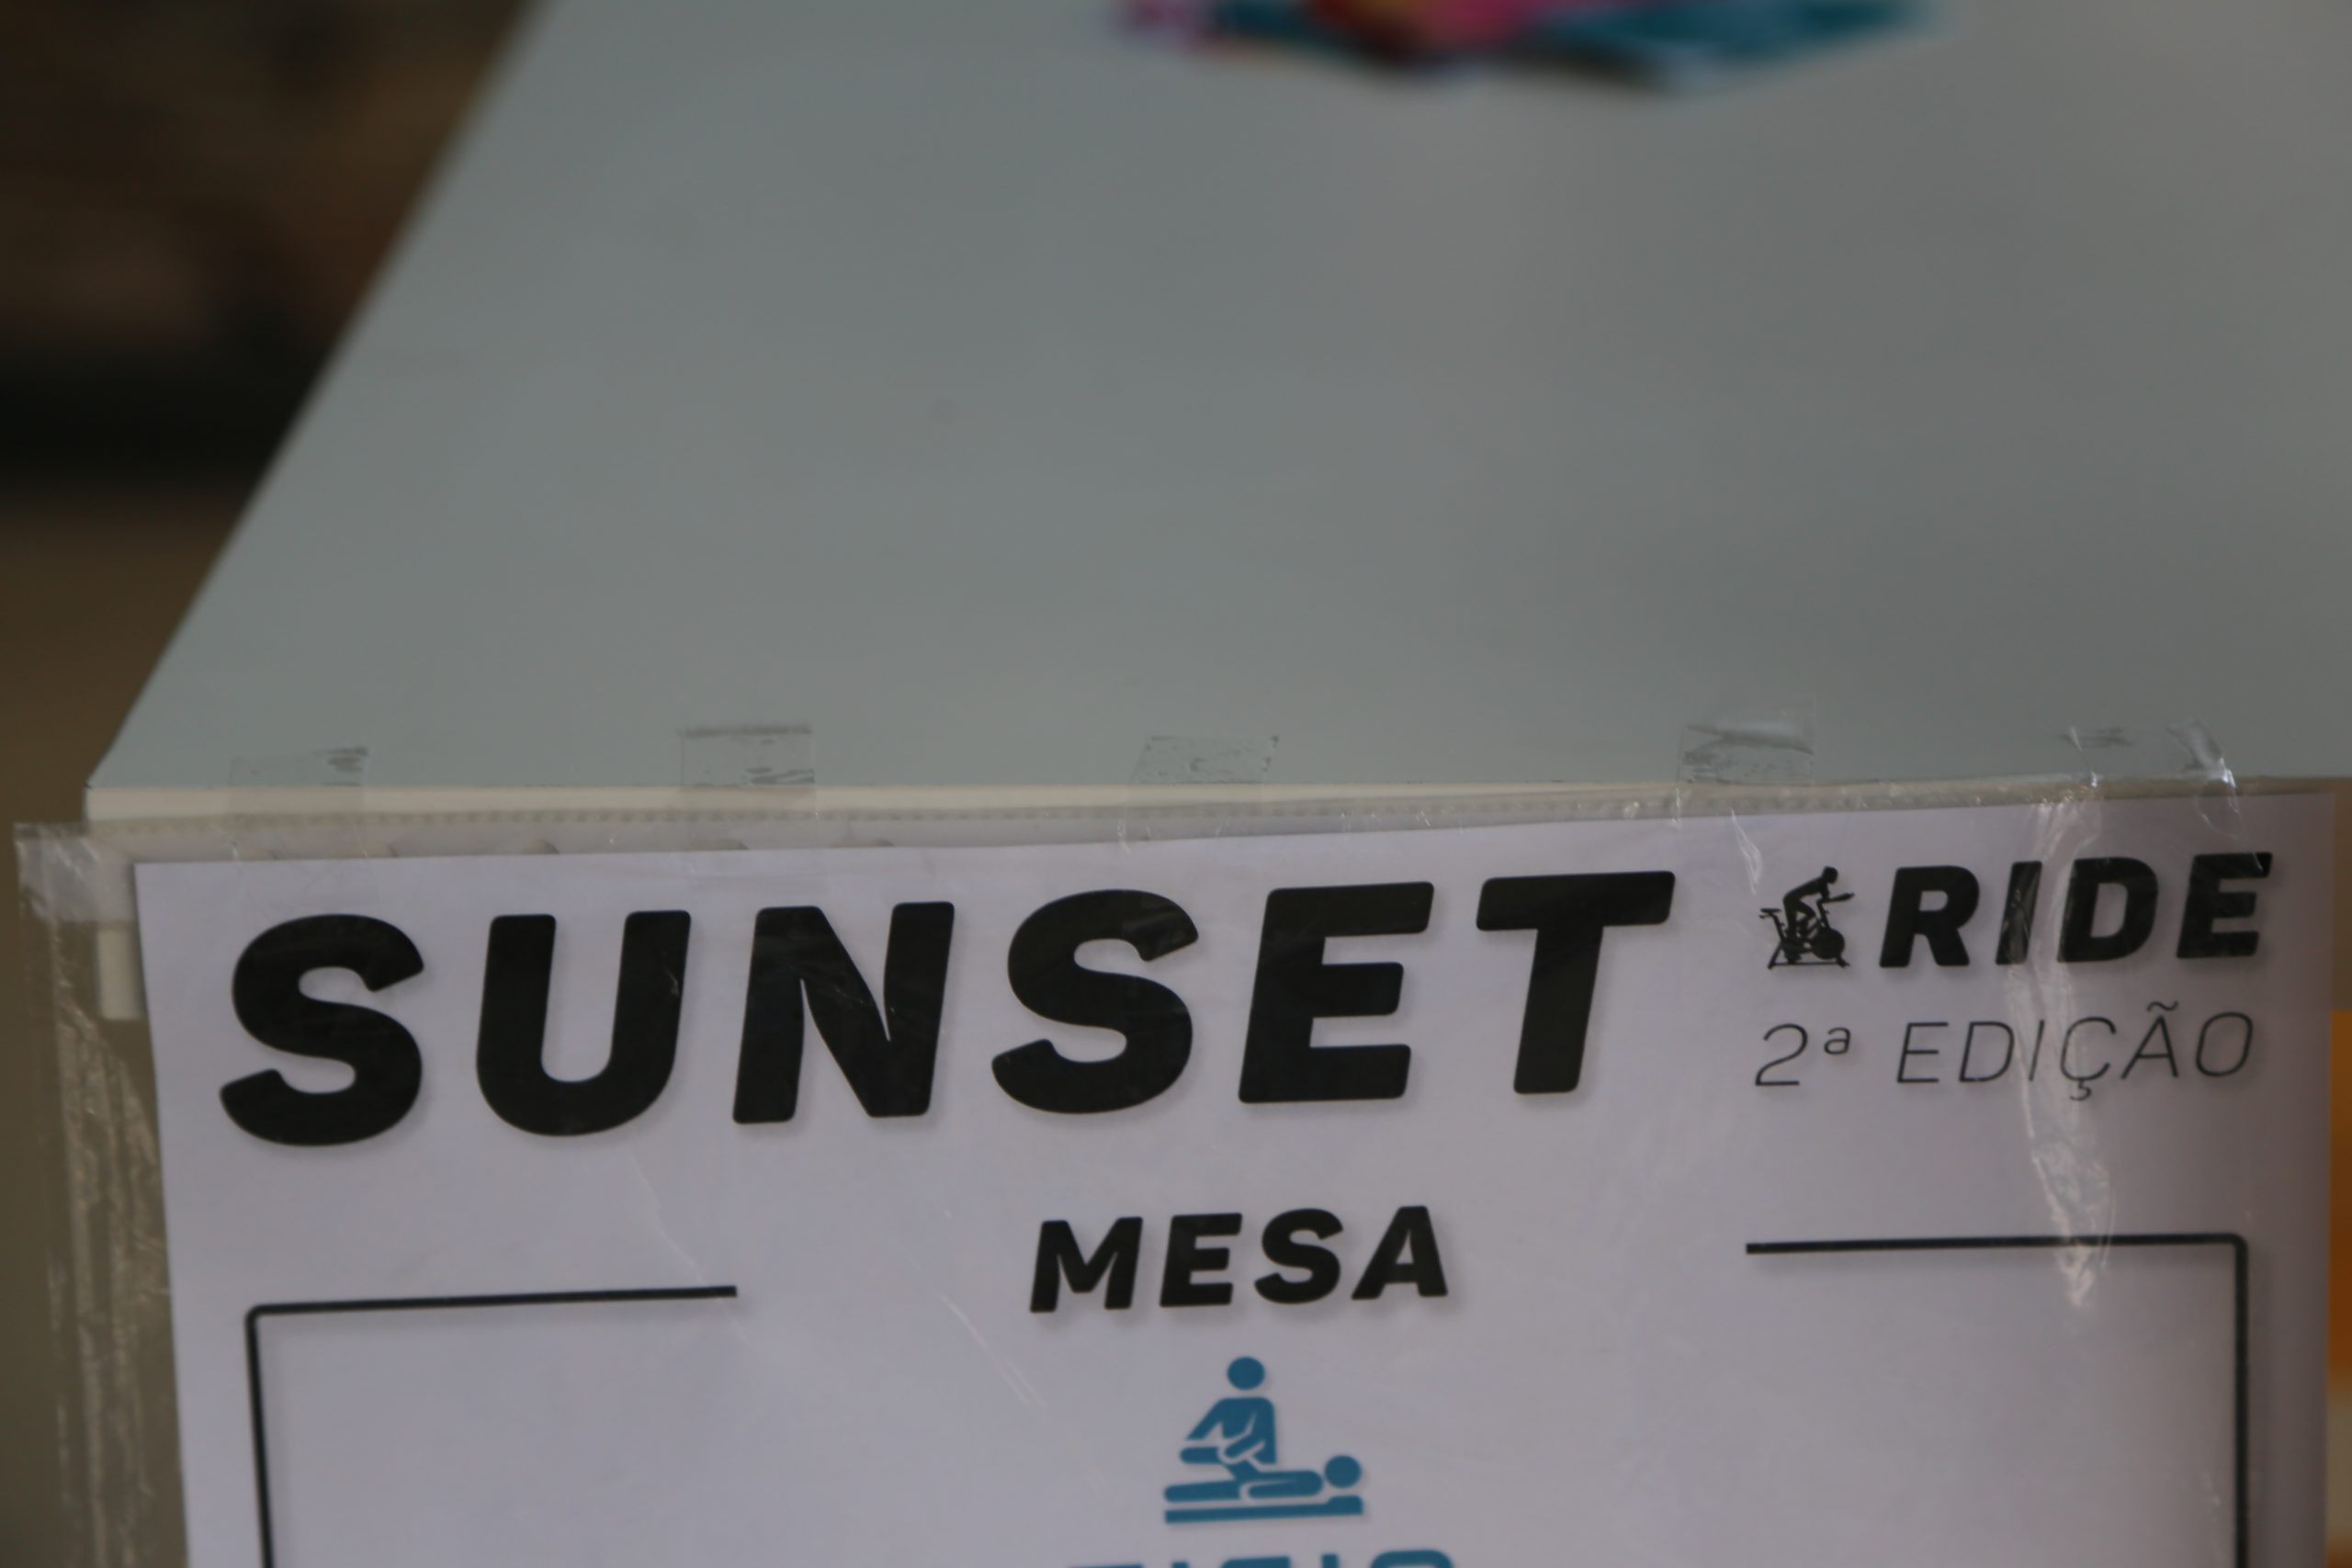 SUNSET RIDE
2ª EDIÇÃO
MESA